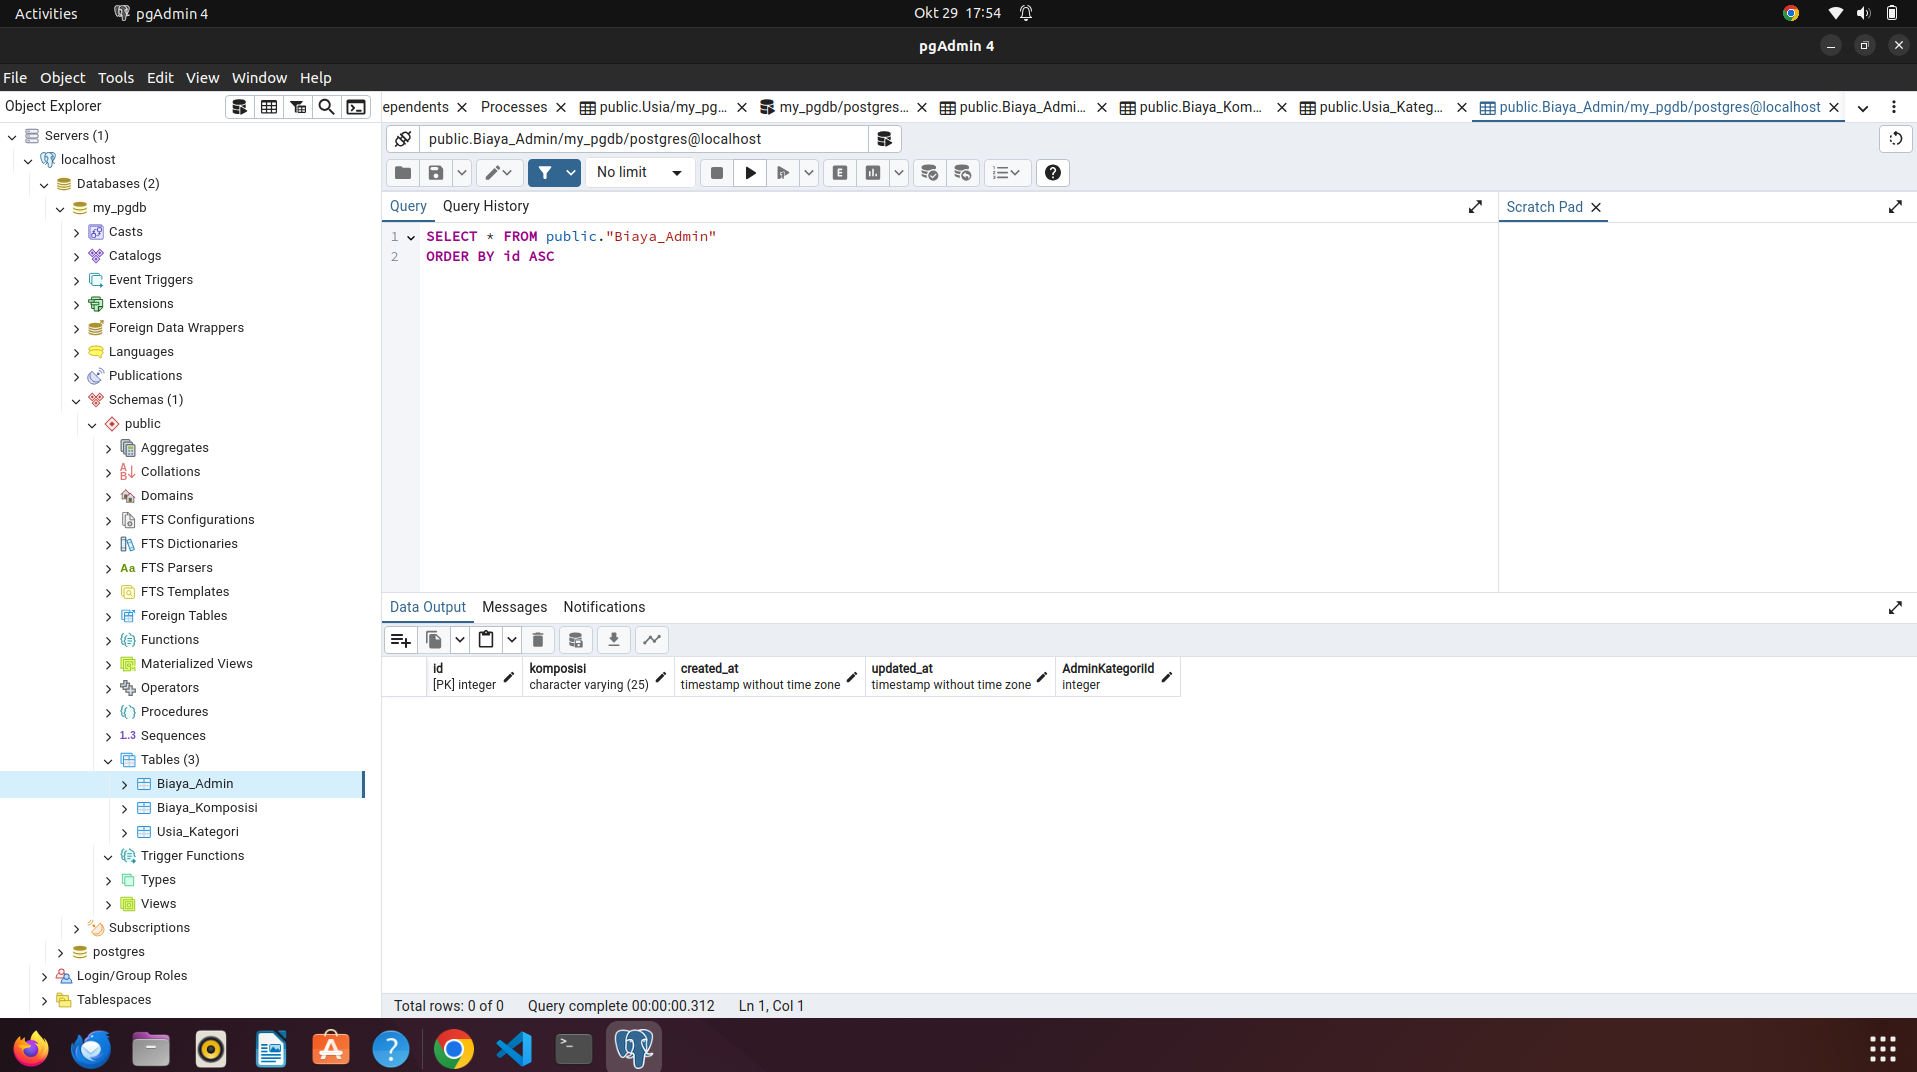 Activities
pgAdmin 4
Okt 29 17:54
pgAdmin 4
File Object Tools Edit View Window Help
Object Explorer
ependents
Processes
public.Usia/my_pg...
my_pgdb/postgres...
public.Biaya_Admi...
public.Biaya_Kom...
public.Usia_Kateg...
public.Biaya_Admin/my_pgdb/postgres@localhost
public.Biaya_Admin/my_pgdb/postgres@localhost
No limit
E
Query
Query History
Scratch Pad
1 SELECT * FROM public."Biaya_Admin"
2 ORDER BY id ASC
Servers (1)
localhost
Databases (2)
my_pgdb
Casts
Catalogs
Event Triggers
Extensions
Foreign Data Wrappers
Languages
Publications
Schemas (1)
public
Aggregates
Collations
Domains
FTS Configurations
FTS Dictionaries
Aa FTS Parsers
FTS Templates
Foreign Tables
Functions
Materialized Views
Operators
Procedures
1..3 Sequences
Tables (3)
Biaya_Admin
Biaya_Komposisi
Usia_Kategori
Trigger Functions
Types
Views
Subscriptions
postgres
Login/Group Roles
Tablespaces
Data Output
Messages
Notifications
id
[PK] integer
komposisi
character varying (25)
created_at
timestamp without time zone
updated_at
timestamp without time zone
AdminKategoriId
integer
Total rows: 0 of 0
Query complete 00:00:00.312
Ln 1, Col 1